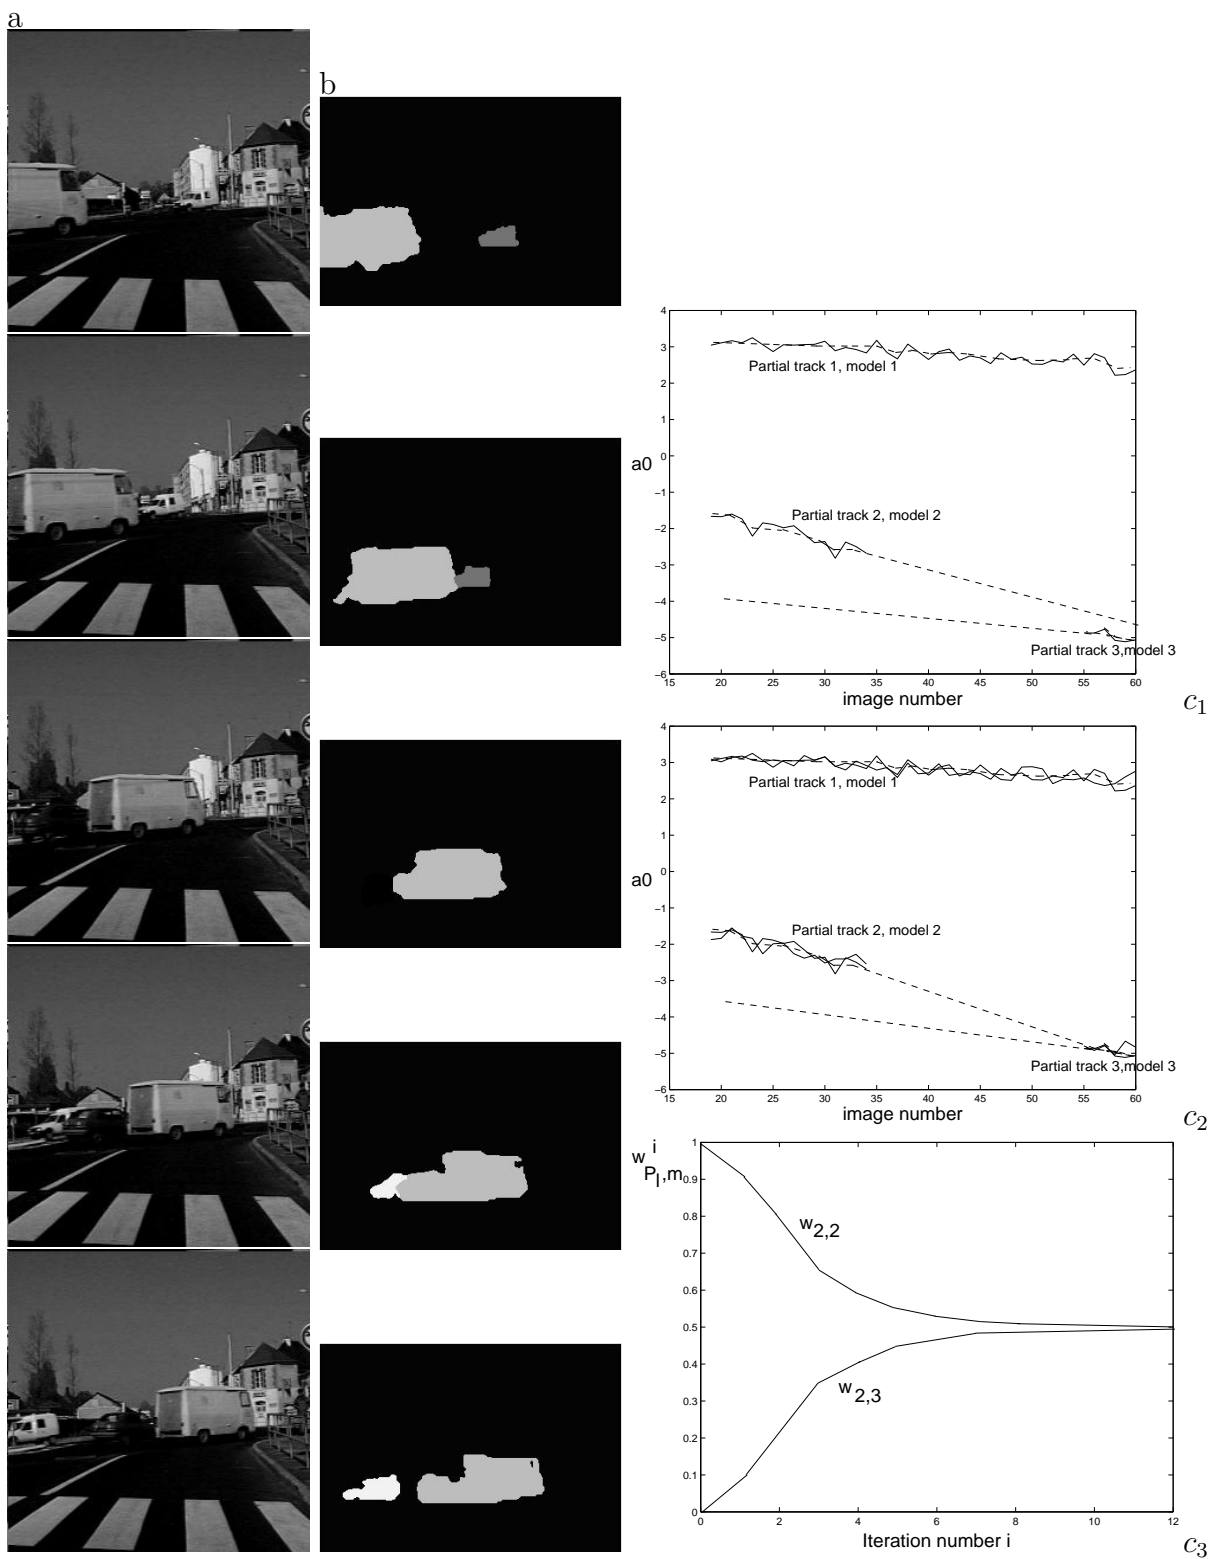 a
b
4
3
2
1
0
−1
−2
−3
−4
−5
−6
a0
Partial track 1, model 1
Partial track 2, model 2
Partial track 3,model 3
15 20 25 30 35 40 45 50 55 60
image number
c1
4
3
2
1
0
−1
−2
−3
−4
−5
−6
a0
Partial track 1, model 1
Partial track 2, model 2
Partial track 3,model 3
15 20 25 30 35 40 45 50 55 60
image number
c2
w i Pl,m
1
0.9
0.8
0.7
0.6
0.5
0.4
0.3
0.2
0.1
0
w2,2
w2,3
0 2 4 6 8 10 12
Iteration number i
c3